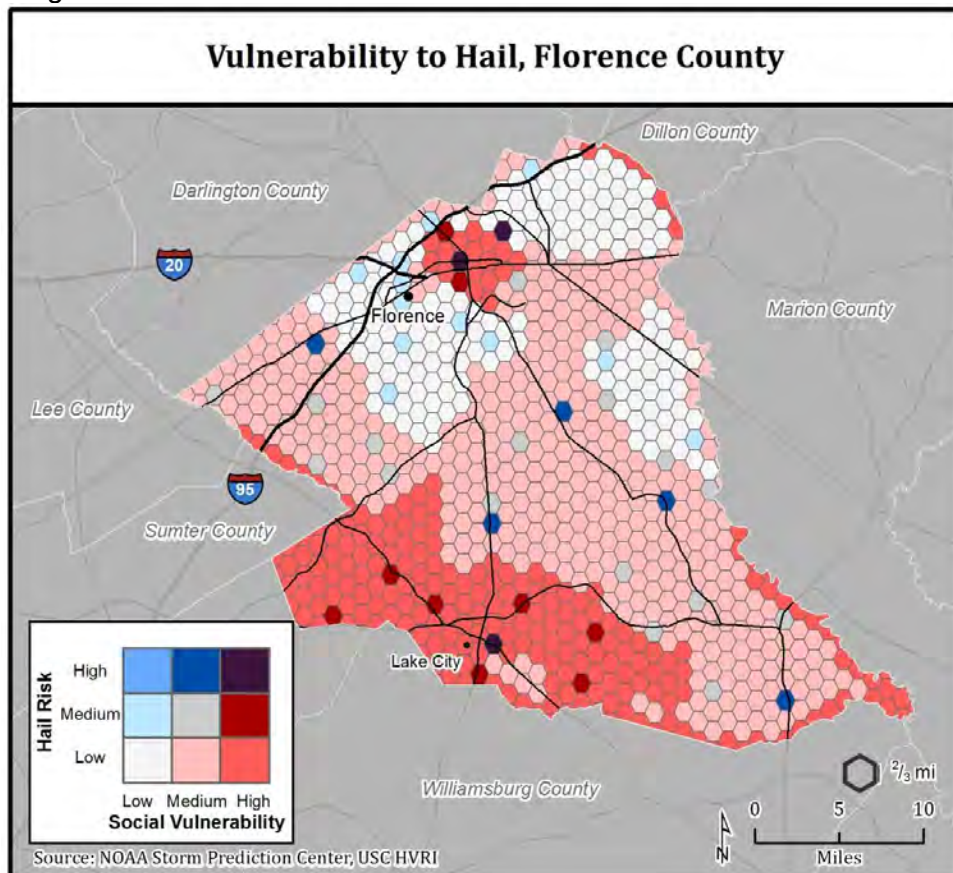 Vulnerability to Hail, Florence County
Dillon County
Darlington County
20
Marion County
Florence
Lee County
95
Sumter County
Lake City
Hail Risk
High
Medium
Low
Low Medium High
Social Vulnerability
Williamsburg County
2/3 mi
0 5 10
Miles
N
Source: NOAA Storm Prediction Center, USC HVRI